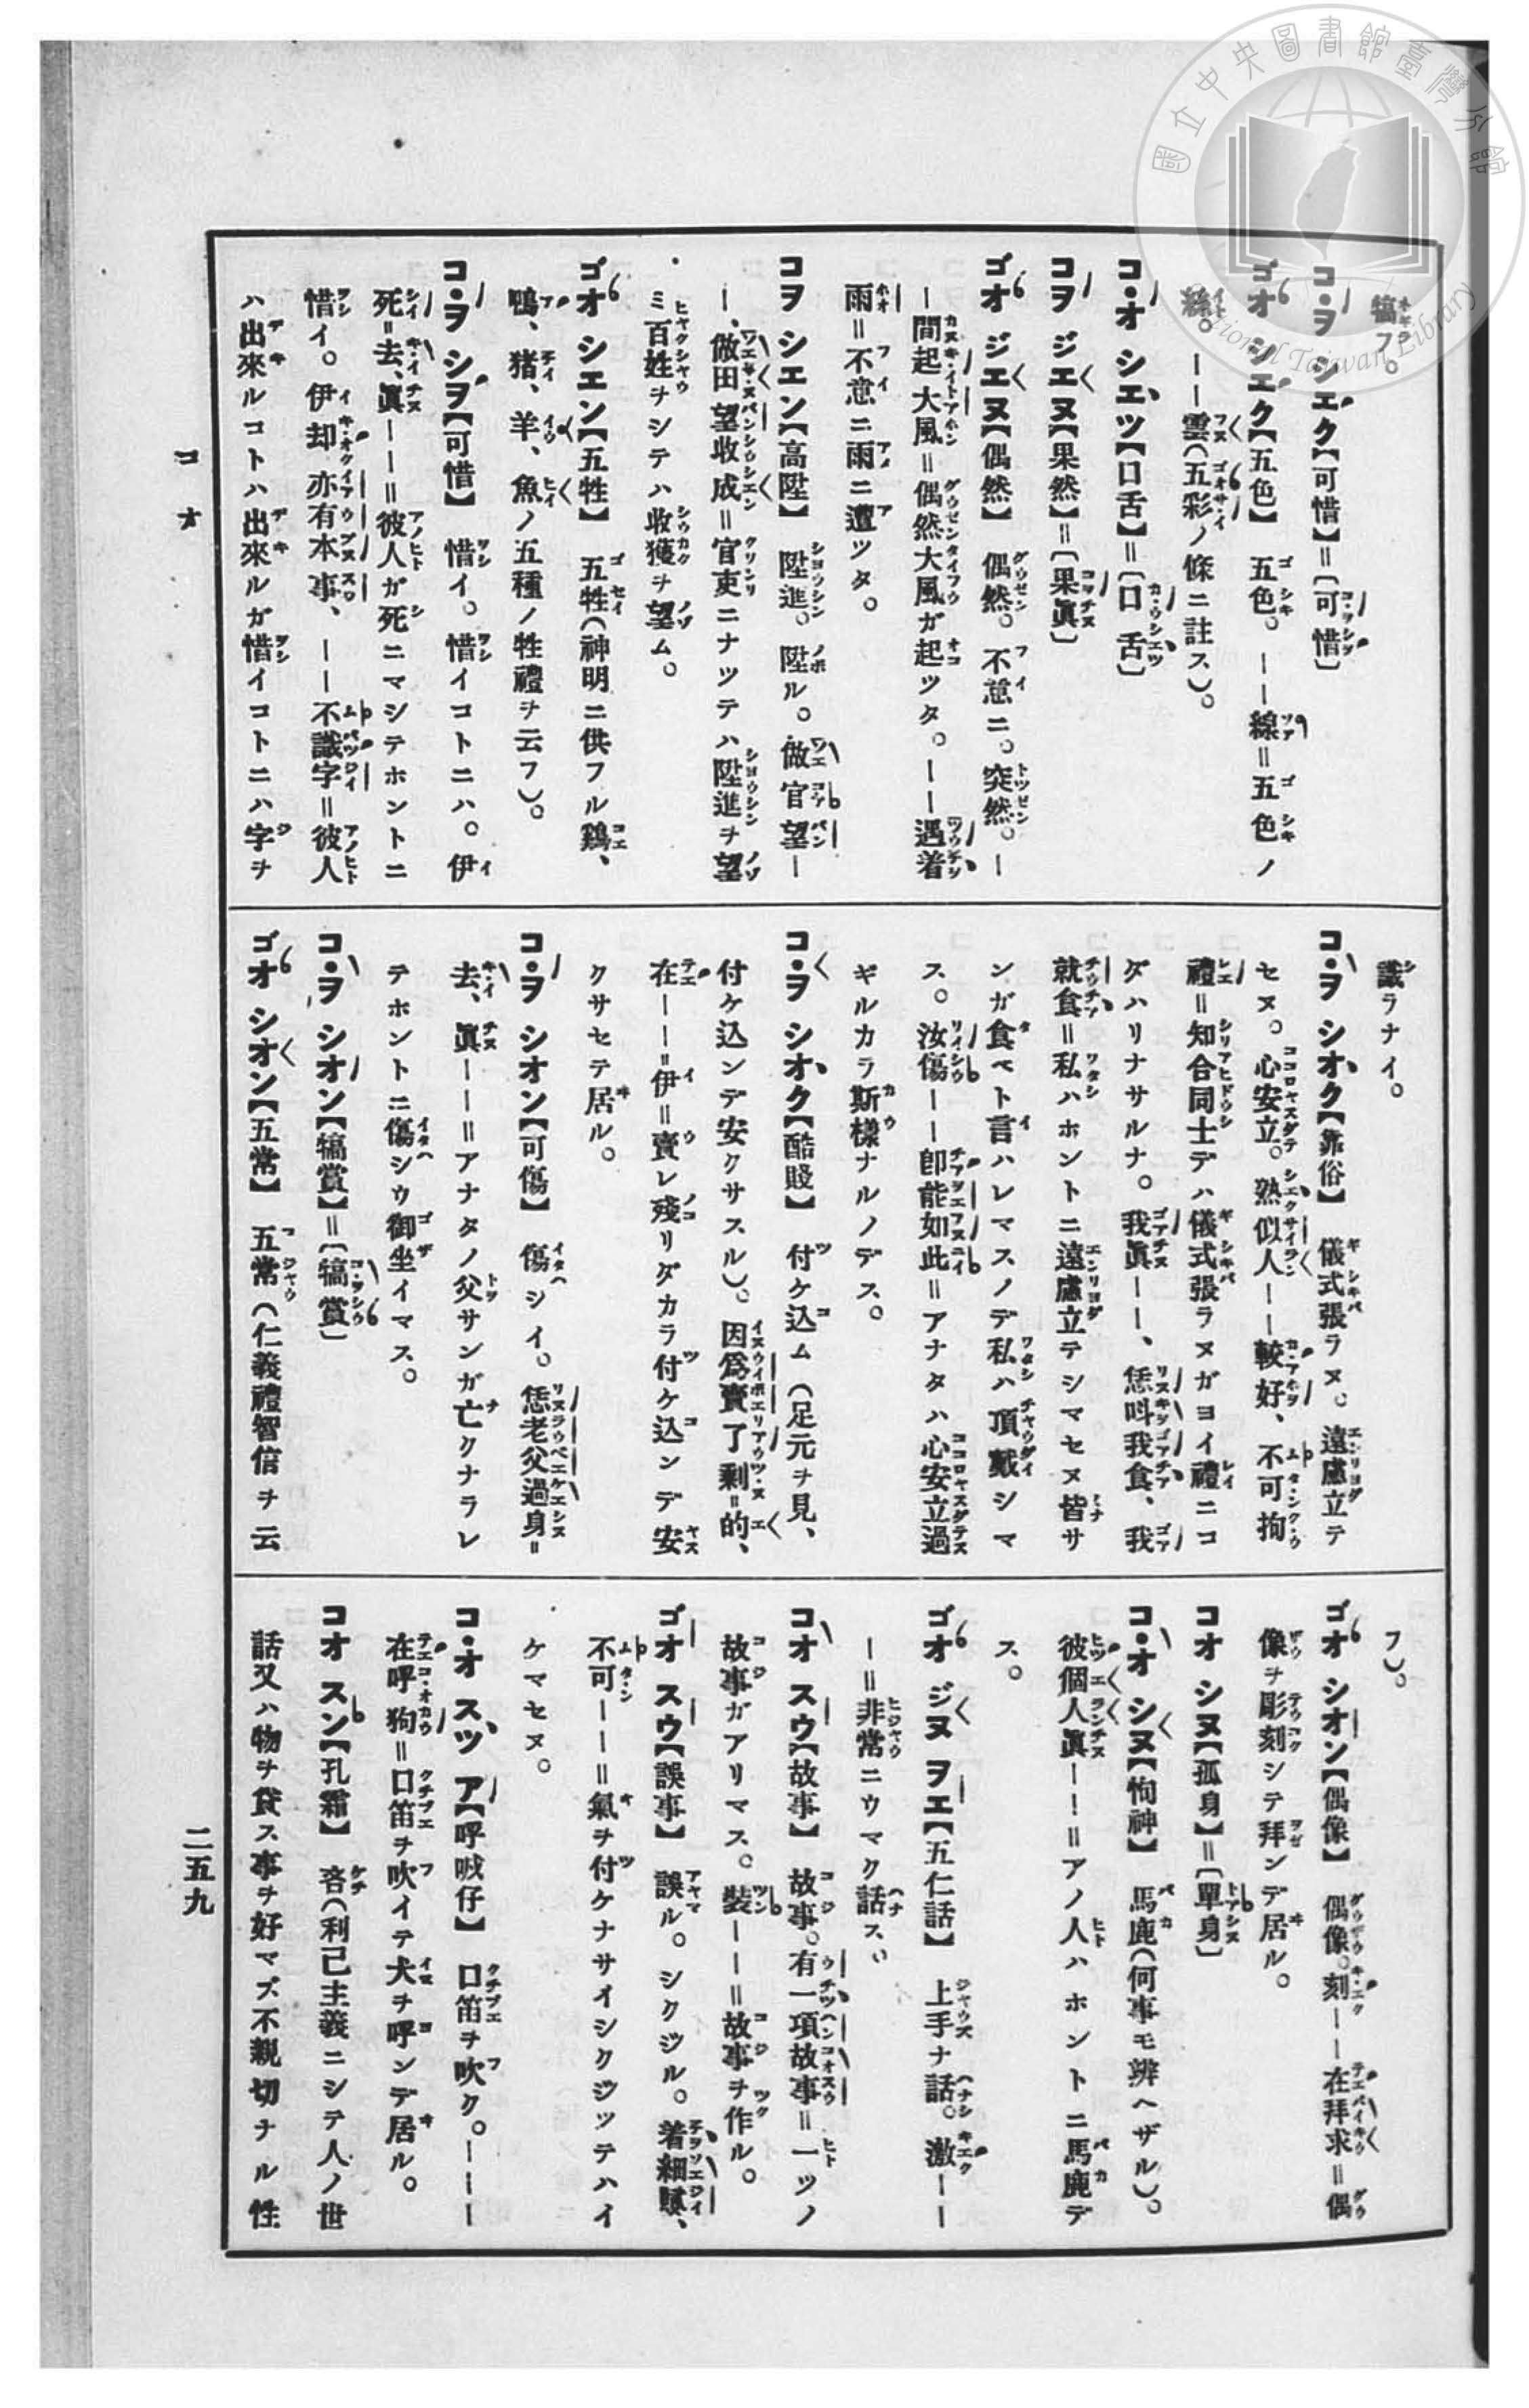 犒フ。
コ・ヲ シエク【可惜】＝〔可惜〕
ゴオ シエク【五色】 五色。――線＝五色ノ
絲。――雲（五彩ノ條ニ註ス）。
コ・オ シエツ【口舌】＝〔口舌〕
コヲ ジエヌ【果然】＝〔果眞〕
ゴオ ジエヌ【偶然】 偶然。不意ニ。突然。―
―間起大風＝偶然大風ガ起ツタ。――遇着
雨＝不意ニ雨ニ遭ツタ。
コヲ シエン【高陞】 陞進。陞ル。做官望―
―、做田望收成＝官吏ニナツテハ陞進ヲ望
ミ百姓ヲシテハ收獲ヲ望ム。
ゴオ シエン【五牲】 五牲（神明ニ供フル鷄、
鴨、猪、羊、魚ノ五種ノ牲禮ヲ云フ）。
コ・ヲ シヲ【可惜】 惜イ。惜イコトニハ。伊
死＝去、眞――＝彼人ガ死ニマシテホントニ
惜イ。伊却亦有本事、――不識字＝彼人
ハ出來ルコトハ出來ルガ惜イコトニハ字ヲ
識ラナイ。
コ・ヲ シオク【靠俗】 儀式張ラヌ。遠慮立テ
セヌ。心安立。熟似人――較好、不可拘
禮＝知合同士デハ儀式張ラヌガヨイ禮ニコ
ダハリナサルナ。我眞――、恁呌我食、我
就食＝私ハホントニ遠慮立テシマセヌ皆サ
ンガ食ベト言ハレマスノデ私ハ頂戴シマ
ス。汝傷――卽能如此＝アナタハ心安立過
ギルカラ斯樣ナルノデス。
コ・ヲ シオク【酷賤】 付ケ込ム（足元ヲ見、
付ケ込ンデ安クサスル）。因爲賣了剩＝的、
在――＝伊＝賣レ殘リダカラ付ケ込ンデ安
クサセテ居ル。
コ・ヲ シオン【可傷】 傷シイ。恁老父過身＝
去、眞――＝アナタノ父サンガ亡クナラレ
テホントニ傷シウ御坐イマス。
コ・ヲ シオン【犒賞】＝〔犒賞〕
ゴオ シオン【五常】 五常（仁義禮智信ヲ云
フ）。
ゴオ シオン【偶像】 偶像。刻――在拜求＝偶
像ヲ彫刻シテ拜ンデ居ル。
コオ シヌ【孤身】＝〔單身〕
コ・オ シヌ【怐神】 馬鹿（何事モ辨ヘザル）。
彼個人眞――＝アノ人ハホントニ馬鹿デ
ス。
ゴオ ジヌ ヲエ【五仁話】 上手ナ話。激――
―＝非常ニウマク話ス。
コオ スウ【故事】 故事。有一項故事＝一ツノ
故事ガアリマス。裝――＝故事ヲ作ル。
ゴオ スウ【誤事】 誤ル。シクジル。着細膩、
不可――＝氣ヲ付ケナサイシクジツテハイ
ケマセヌ。
コ・オ スツ ア【呼㖅仔】 口笛ヲ吹ク。―――
在呼狗＝口笛ヲ吹イテ犬ヲ呼ンデ居ル。
コオ スン【孔霜】 吝（利己主義ニシテ人ノ世
話又ハ物ヲ貸ス事ヲ好マズ不親切ナル性
コオ
二五九
國立中央圖書館臺灣分館
National Taiwan Library